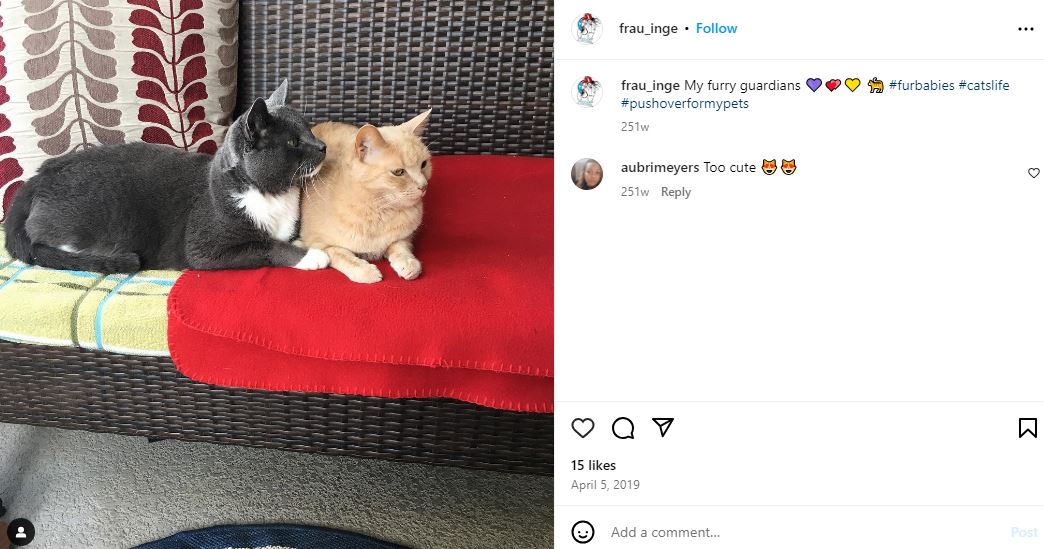 frau_inge • Follow
frau_inge My furry guardians 💜💕💛 🐈 #furbabies #catslife
#pushoverformypets
251w
aubrimeyers Too cute 😻😻
251w Reply
15 likes
April 5, 2019
Add a comment... Post